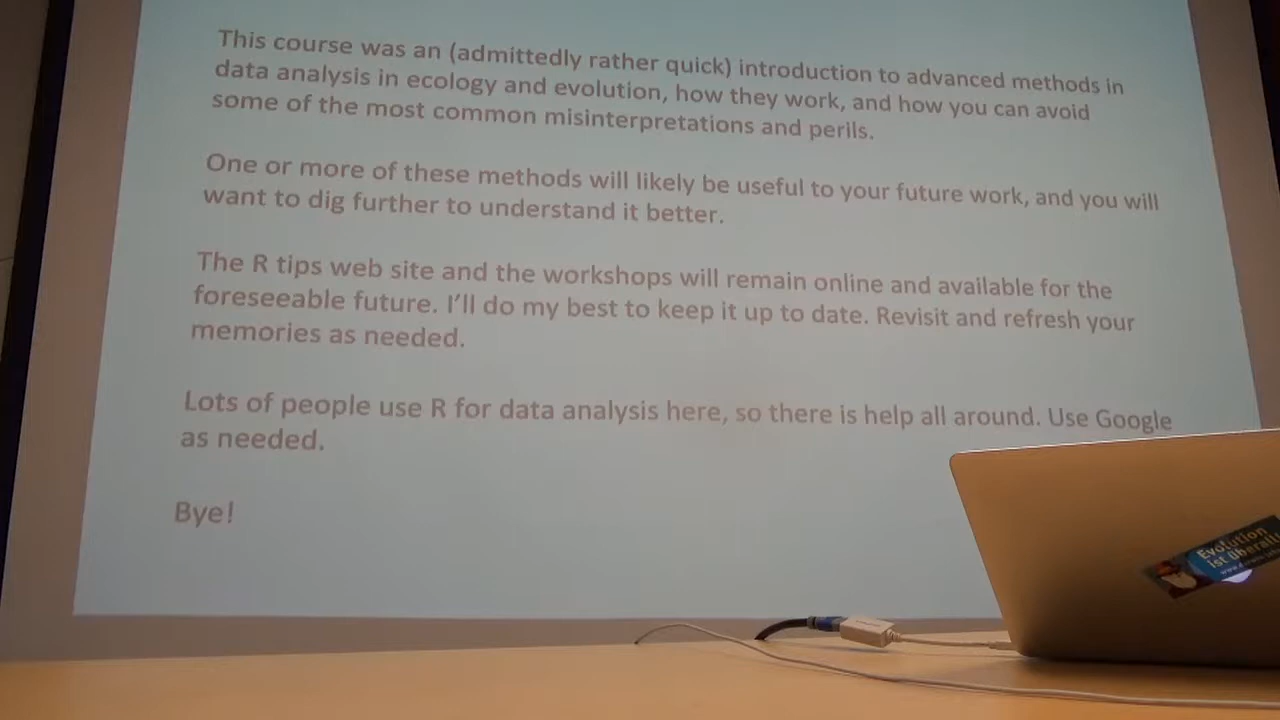 This course was an (admittedly rather quick) introduction to advanced methods in
data analysis in ecology and evolution, how they work, and how you can avoid
some of the most common misinterpretations and perils.
One or more of these methods will likely be useful to your future work, and you will
want to dig further to understand it better.
The R tips web site and the workshops will remain online and available for the
foreseeable future. I'll do my best to keep it up to date. Revisit and refresh your
memories as needed.
Lots of people use R for data analysis here, so there is help all around. Use Google
as needed.
Bye!
Evolution
ist überall!